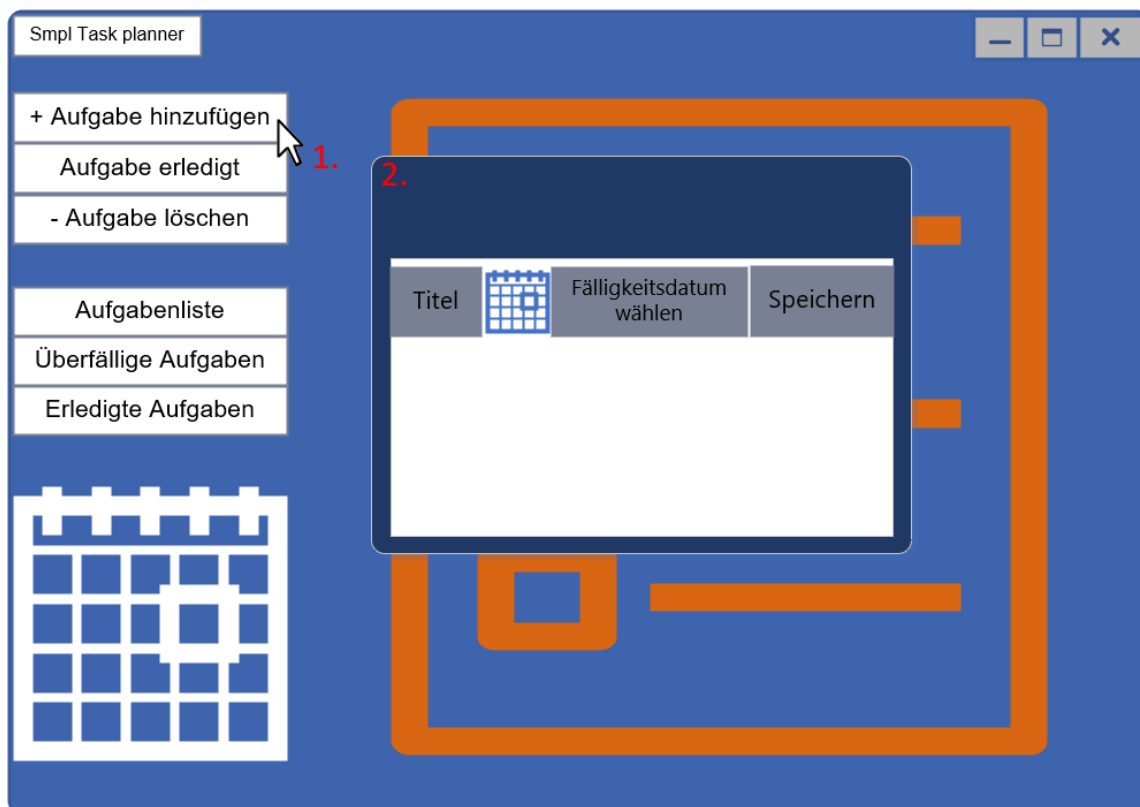 Smpl Task planner
+ Aufgabe hinzufügen
1.
Aufgabe erledigt
- Aufgabe löschen
Aufgabenliste
Überfällige Aufgaben
Erledigte Aufgaben
2.
Titel
Fälligkeitsdatum
wählen
Speichern